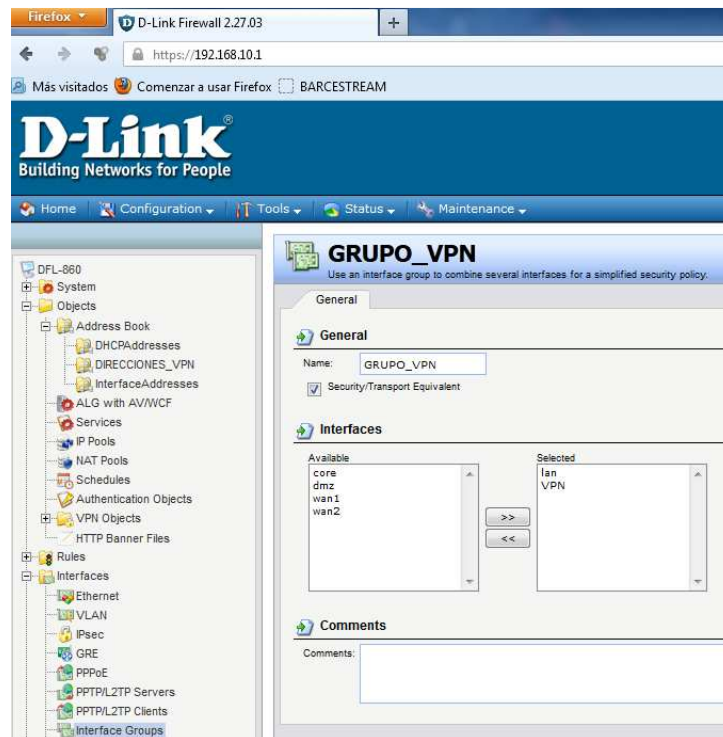 Firefox
D-Link Firewall 2.27.03
+
https://192.168.10.1
Más visitados Comenzar a usar Firefox BARCESTREAM
D-Link®
Building Networks for People
Home Configuration Tools Status Maintenance
DFL-860
System
Objects
Address Book
DHCPAddresses
DIRECCIONES_VPN
InterfaceAddresses
ALG with AV/WCF
Services
IP Pools
NAT Pools
Schedules
Authentication Objects
VPN Objects
HTTP Banner Files
Rules
Interfaces
Ethernet
VLAN
IPsec
GRE
PPPoE
PPTP/L2TP Servers
PPTP/L2TP Clients
Interface Groups
GRUPO_VPN
Use an interface group to combine several interfaces for a simplified security policy.
General
General
Name: GRUPO_VPN
Security/Transport Equivalent
Interfaces
Available
core
dmz
wan1
wan2
>>
<<
Selected
lan
VPN
Comments
Comments: